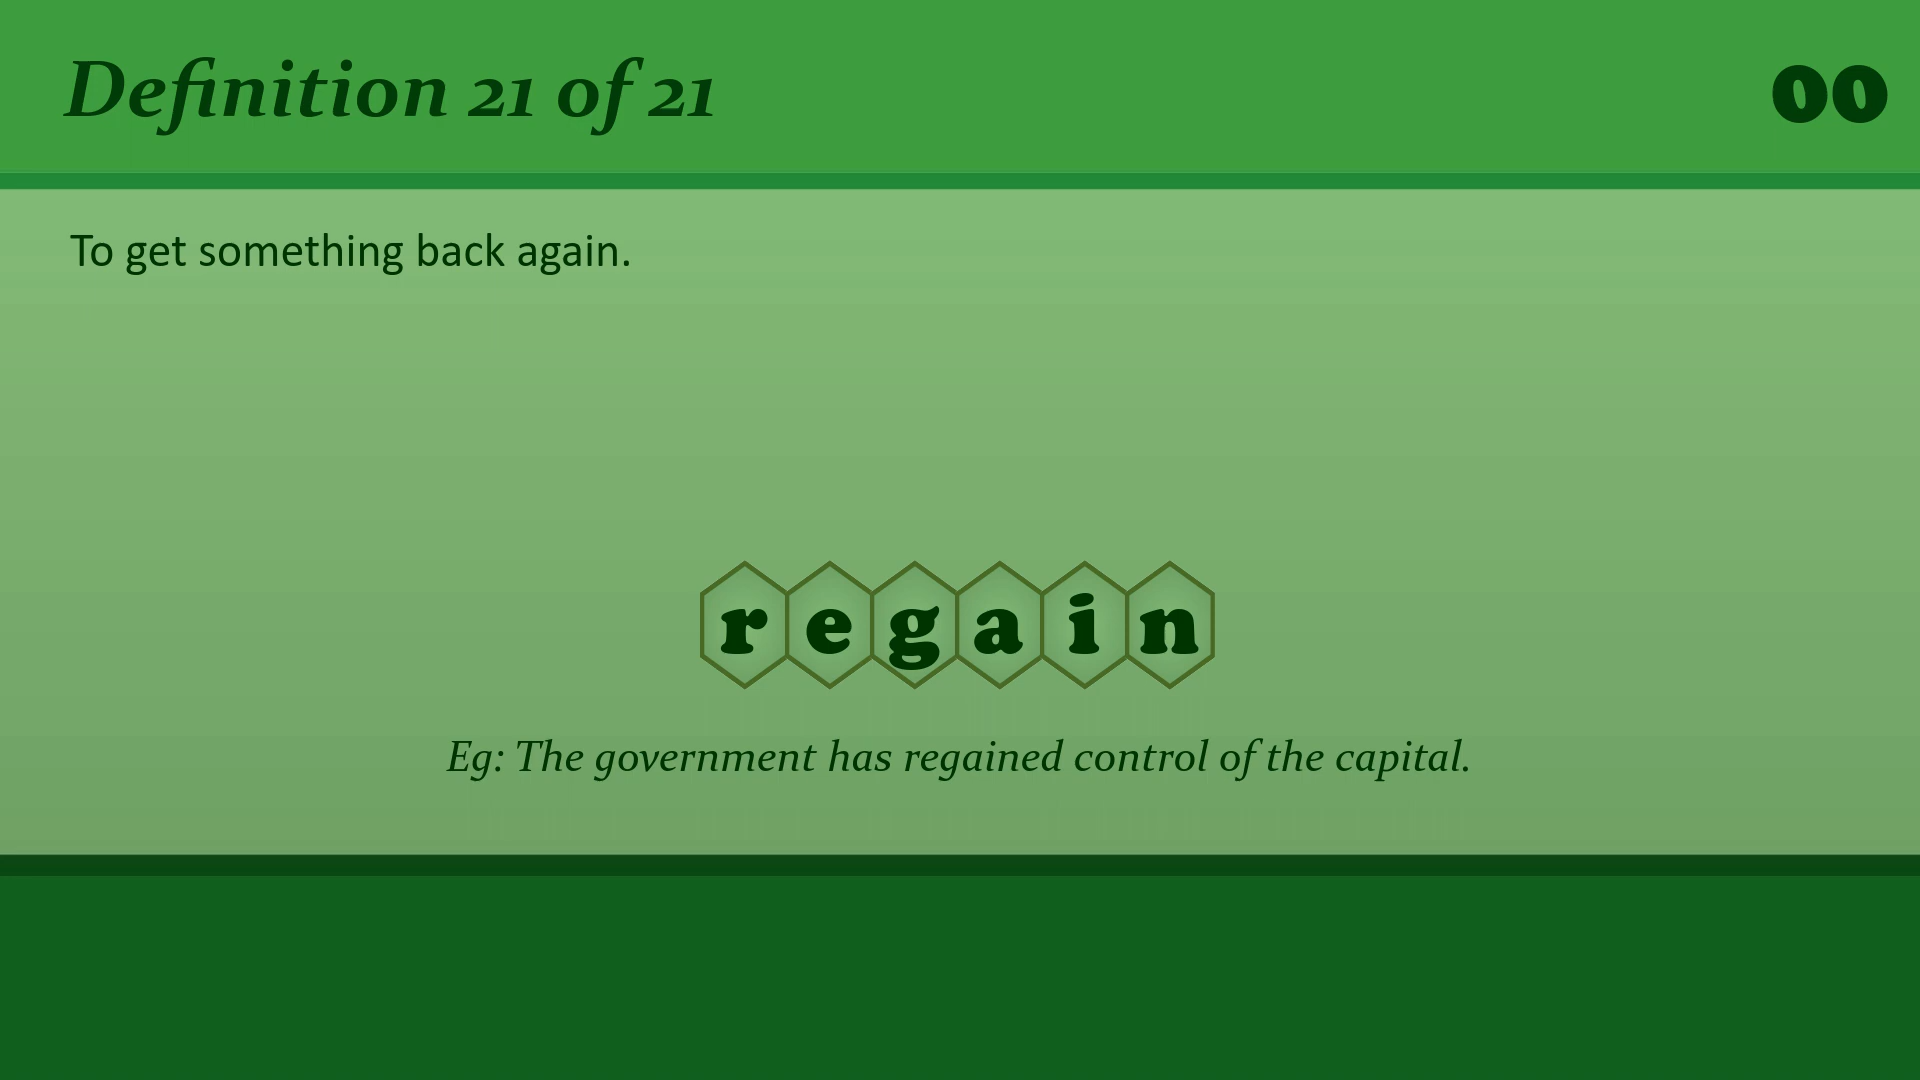 Definition 21 of 21
00
To get something back again.
regain
Eg: The government has regained control of the capital.